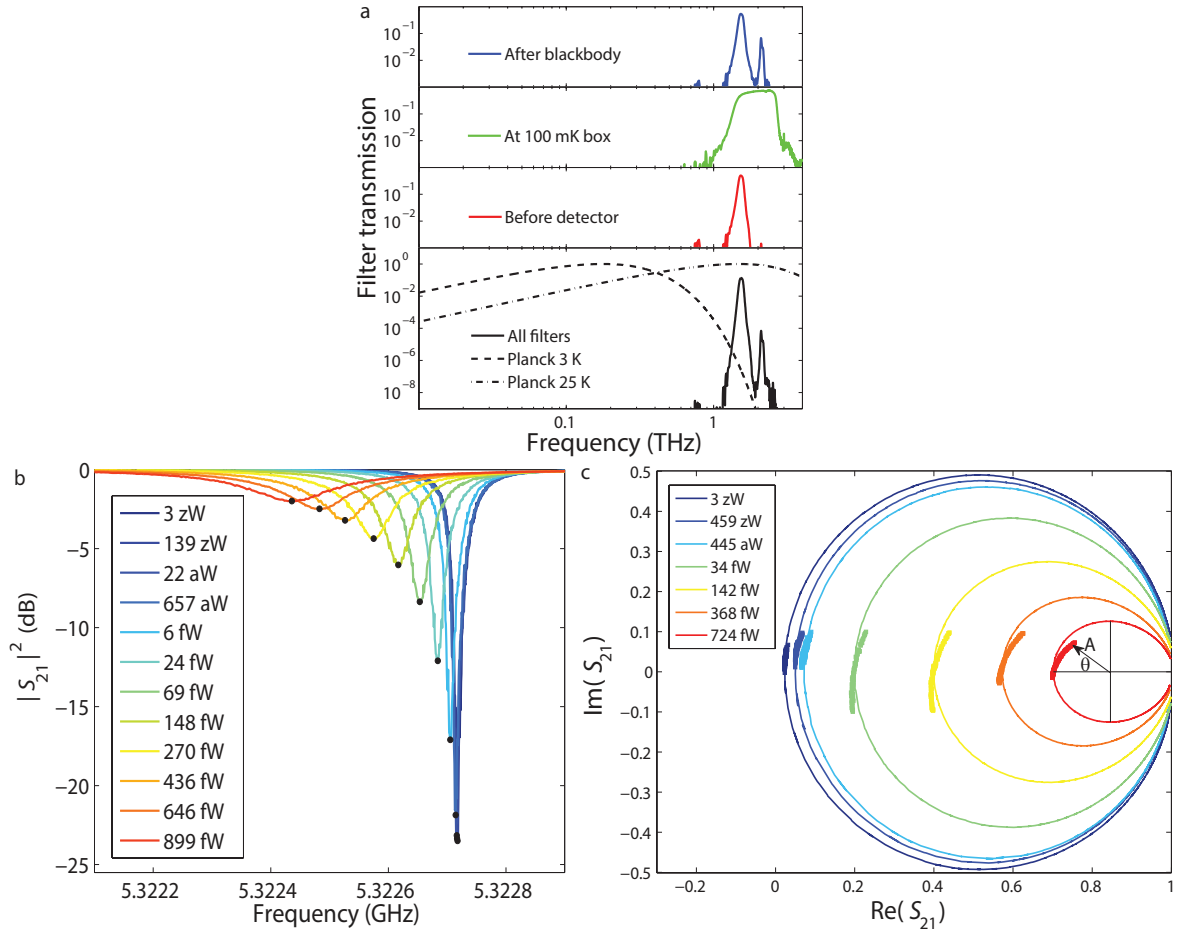 a
Filter transmission
10⁻¹
10⁻²
After blackbody
10⁻¹
10⁻²
At 100 mK box
10⁻¹
10⁻²
Before detector
10⁰
10⁻²
10⁻⁴
10⁻⁶
10⁻⁸
All filters
Planck 3 K
Planck 25 K
0.1
1
Frequency (THz)
b
|S₂₁|² (dB)
0
−5
−10
−15
−20
−25
3 zW
139 zW
22 aW
657 aW
6 fW
24 fW
69 fW
148 fW
270 fW
436 fW
646 fW
899 fW
5.3222
5.3224
5.3226
5.3228
Frequency (GHz)
c
Im(S₂₁)
0.5
0.4
0.3
0.2
0.1
0
-0.1
-0.2
-0.3
-0.4
-0.5
3 zW
459 zW
445 aW
34 fW
142 fW
368 fW
724 fW
A
θ
-0.2
0
0.2
0.4
0.6
0.8
1
Re(S₂₁)